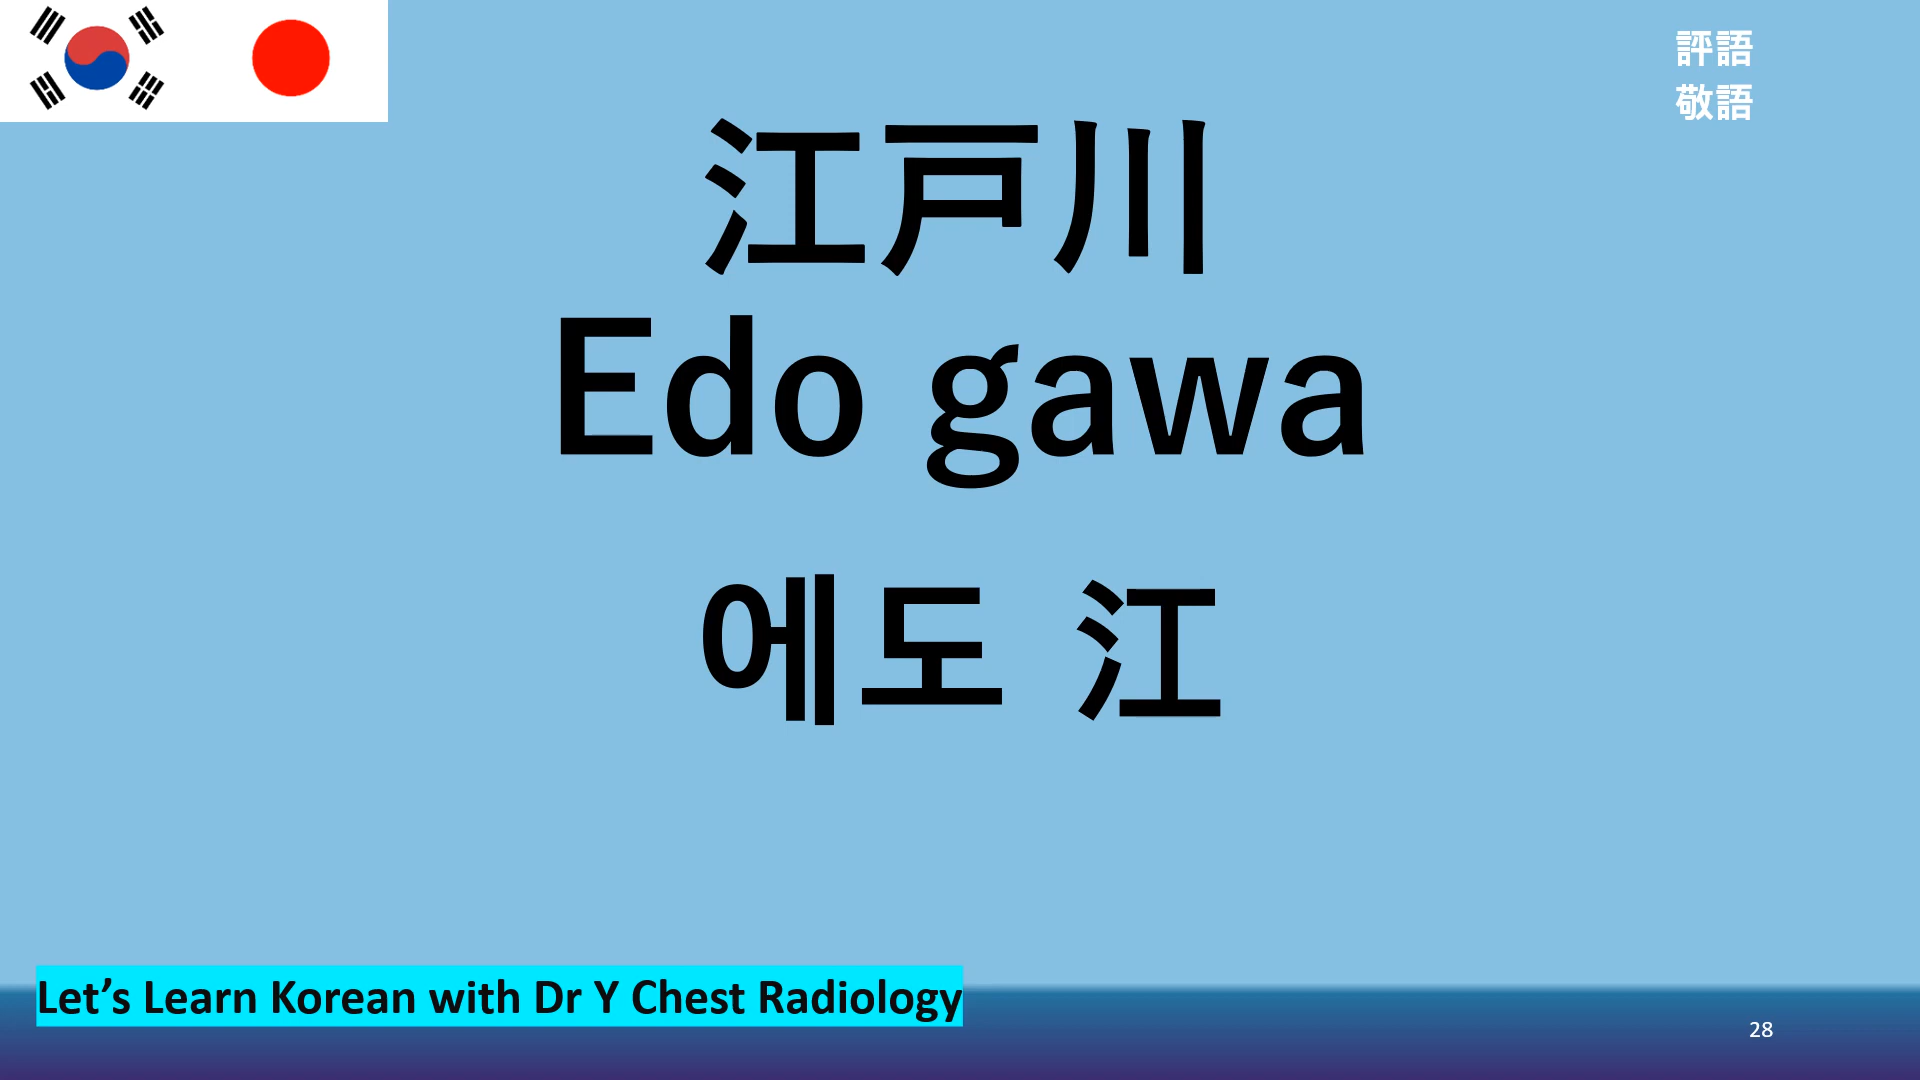 評語
敬語
江戸川
Edo gawa
에도 江
Let’s Learn Korean with Dr Y Chest Radiology
28